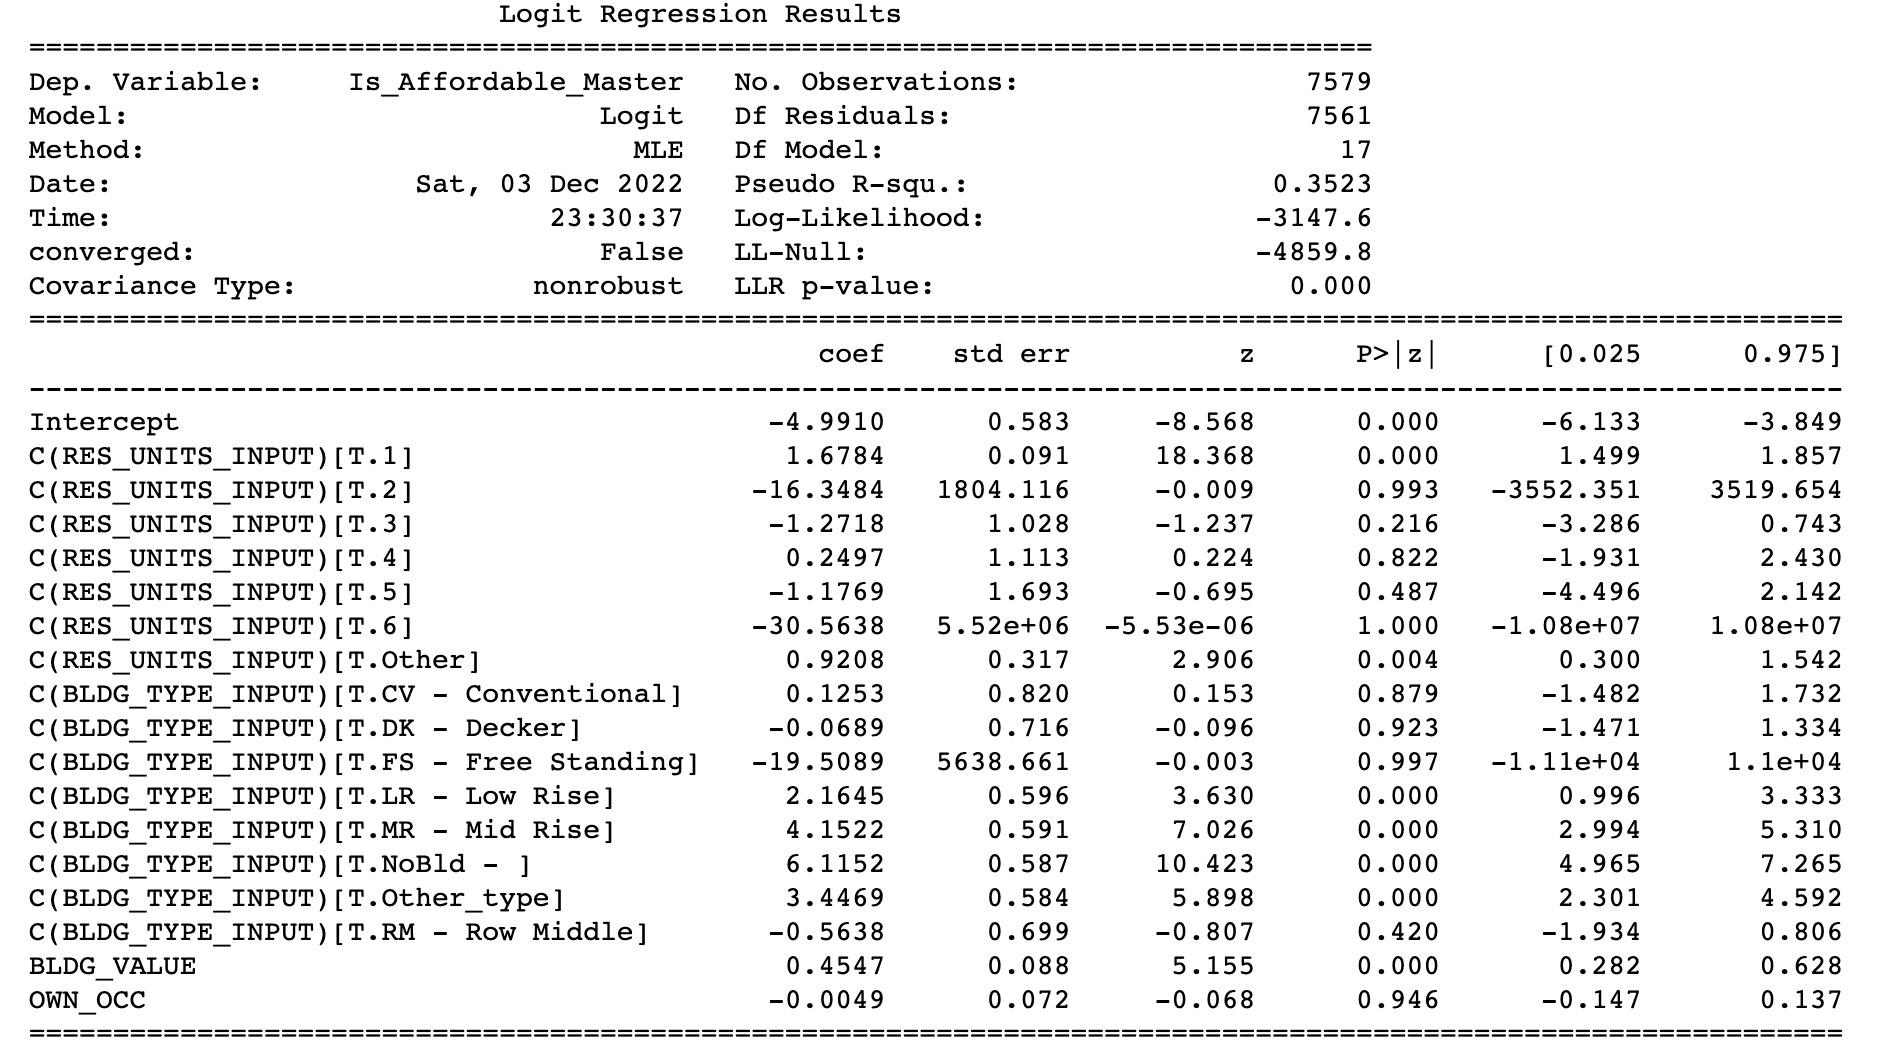 Logit Regression Results
================================================================================
Dep. Variable:     Is_Affordable_Master   No. Observations:                 7579
Model:                            Logit   Df Residuals:                     7561
Method:                             MLE   Df Model:                           17
Date:                  Sat, 03 Dec 2022   Pseudo R-squ.:                  0.3523
Time:                          23:30:37   Log-Likelihood:                -3147.6
converged:                        False   LL-Null:                       -4859.8
Covariance Type:              nonrobust   LLR p-value:                     0.000
============================================================================================================
                                               coef    std err          z      P>|z|      [0.025      0.975]
------------------------------------------------------------------------------------------------------------
Intercept                                   -4.9910      0.583     -8.568      0.000      -6.133      -3.849
C(RES_UNITS_INPUT)[T.1]                      1.6784      0.091     18.368      0.000       1.499       1.857
C(RES_UNITS_INPUT)[T.2]                    -16.3484   1804.116     -0.009      0.993   -3552.351    3519.654
C(RES_UNITS_INPUT)[T.3]                     -1.2718      1.028     -1.237      0.216      -3.286       0.743
C(RES_UNITS_INPUT)[T.4]                      0.2497      1.113      0.224      0.822      -1.931       2.430
C(RES_UNITS_INPUT)[T.5]                     -1.1769      1.693     -0.695      0.487      -4.496       2.142
C(RES_UNITS_INPUT)[T.6]                    -30.5638   5.52e+06  -5.53e-06      1.000   -1.08e+07    1.08e+07
C(RES_UNITS_INPUT)[T.Other]                  0.9208      0.317      2.906      0.004       0.300       1.542
C(BLDG_TYPE_INPUT)[T.CV - Conventional]      0.1253      0.820      0.153      0.879      -1.482       1.732
C(BLDG_TYPE_INPUT)[T.DK - Decker]           -0.0689      0.716     -0.096      0.923      -1.471       1.334
C(BLDG_TYPE_INPUT)[T.FS - Free Standing]   -19.5089   5638.661     -0.003      0.997   -1.11e+04     1.1e+04
C(BLDG_TYPE_INPUT)[T.LR - Low Rise]          2.1645      0.596      3.630      0.000       0.996       3.333
C(BLDG_TYPE_INPUT)[T.MR - Mid Rise]          4.1522      0.591      7.026      0.000       2.994       5.310
C(BLDG_TYPE_INPUT)[T.NoBld - ]               6.1152      0.587     10.423      0.000       4.965       7.265
C(BLDG_TYPE_INPUT)[T.Other_type]             3.4469      0.584      5.898      0.000       2.301       4.592
C(BLDG_TYPE_INPUT)[T.RM - Row Middle]       -0.5638      0.699     -0.807      0.420      -1.934       0.806
BLDG_VALUE                                   0.4547      0.088      5.155      0.000       0.282       0.628
OWN_OCC                                     -0.0049      0.072     -0.068      0.946      -0.147       0.137
============================================================================================================